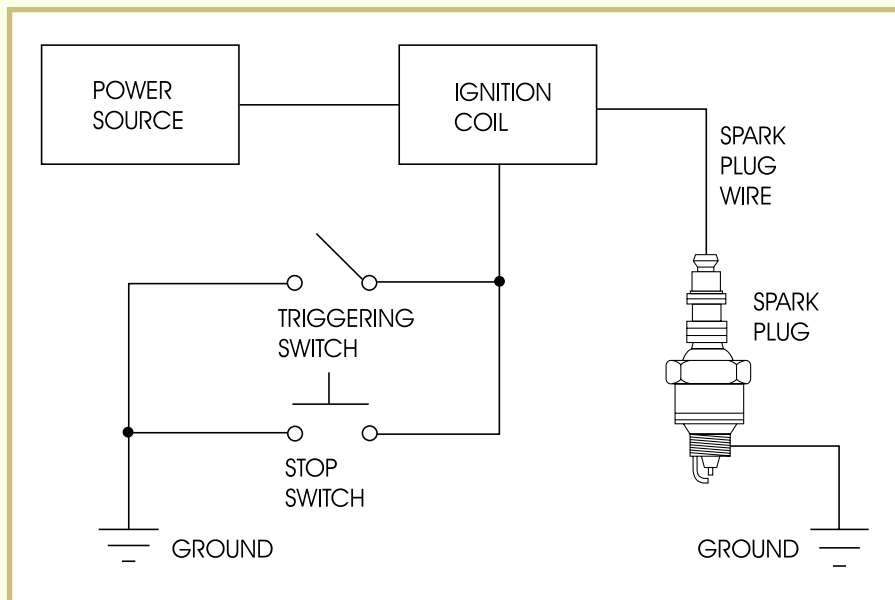 POWER
SOURCE
IGNITION
COIL
SPARK
PLUG
WIRE
TRIGGERING
SWITCH
SPARK
PLUG
STOP
SWITCH
GROUND
GROUND